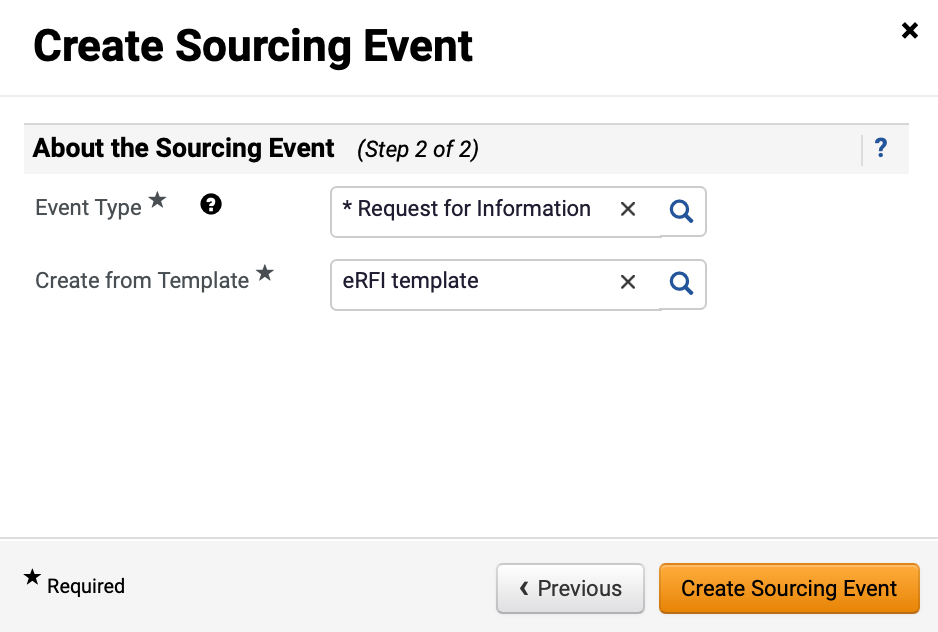 Create Sourcing Event
×
About the Sourcing Event (Step 2 of 2) ?
Event Type ★ ? * Request for Information ×
Create from Template ★ eRFI template ×
★ Required ‹ Previous Create Sourcing Event